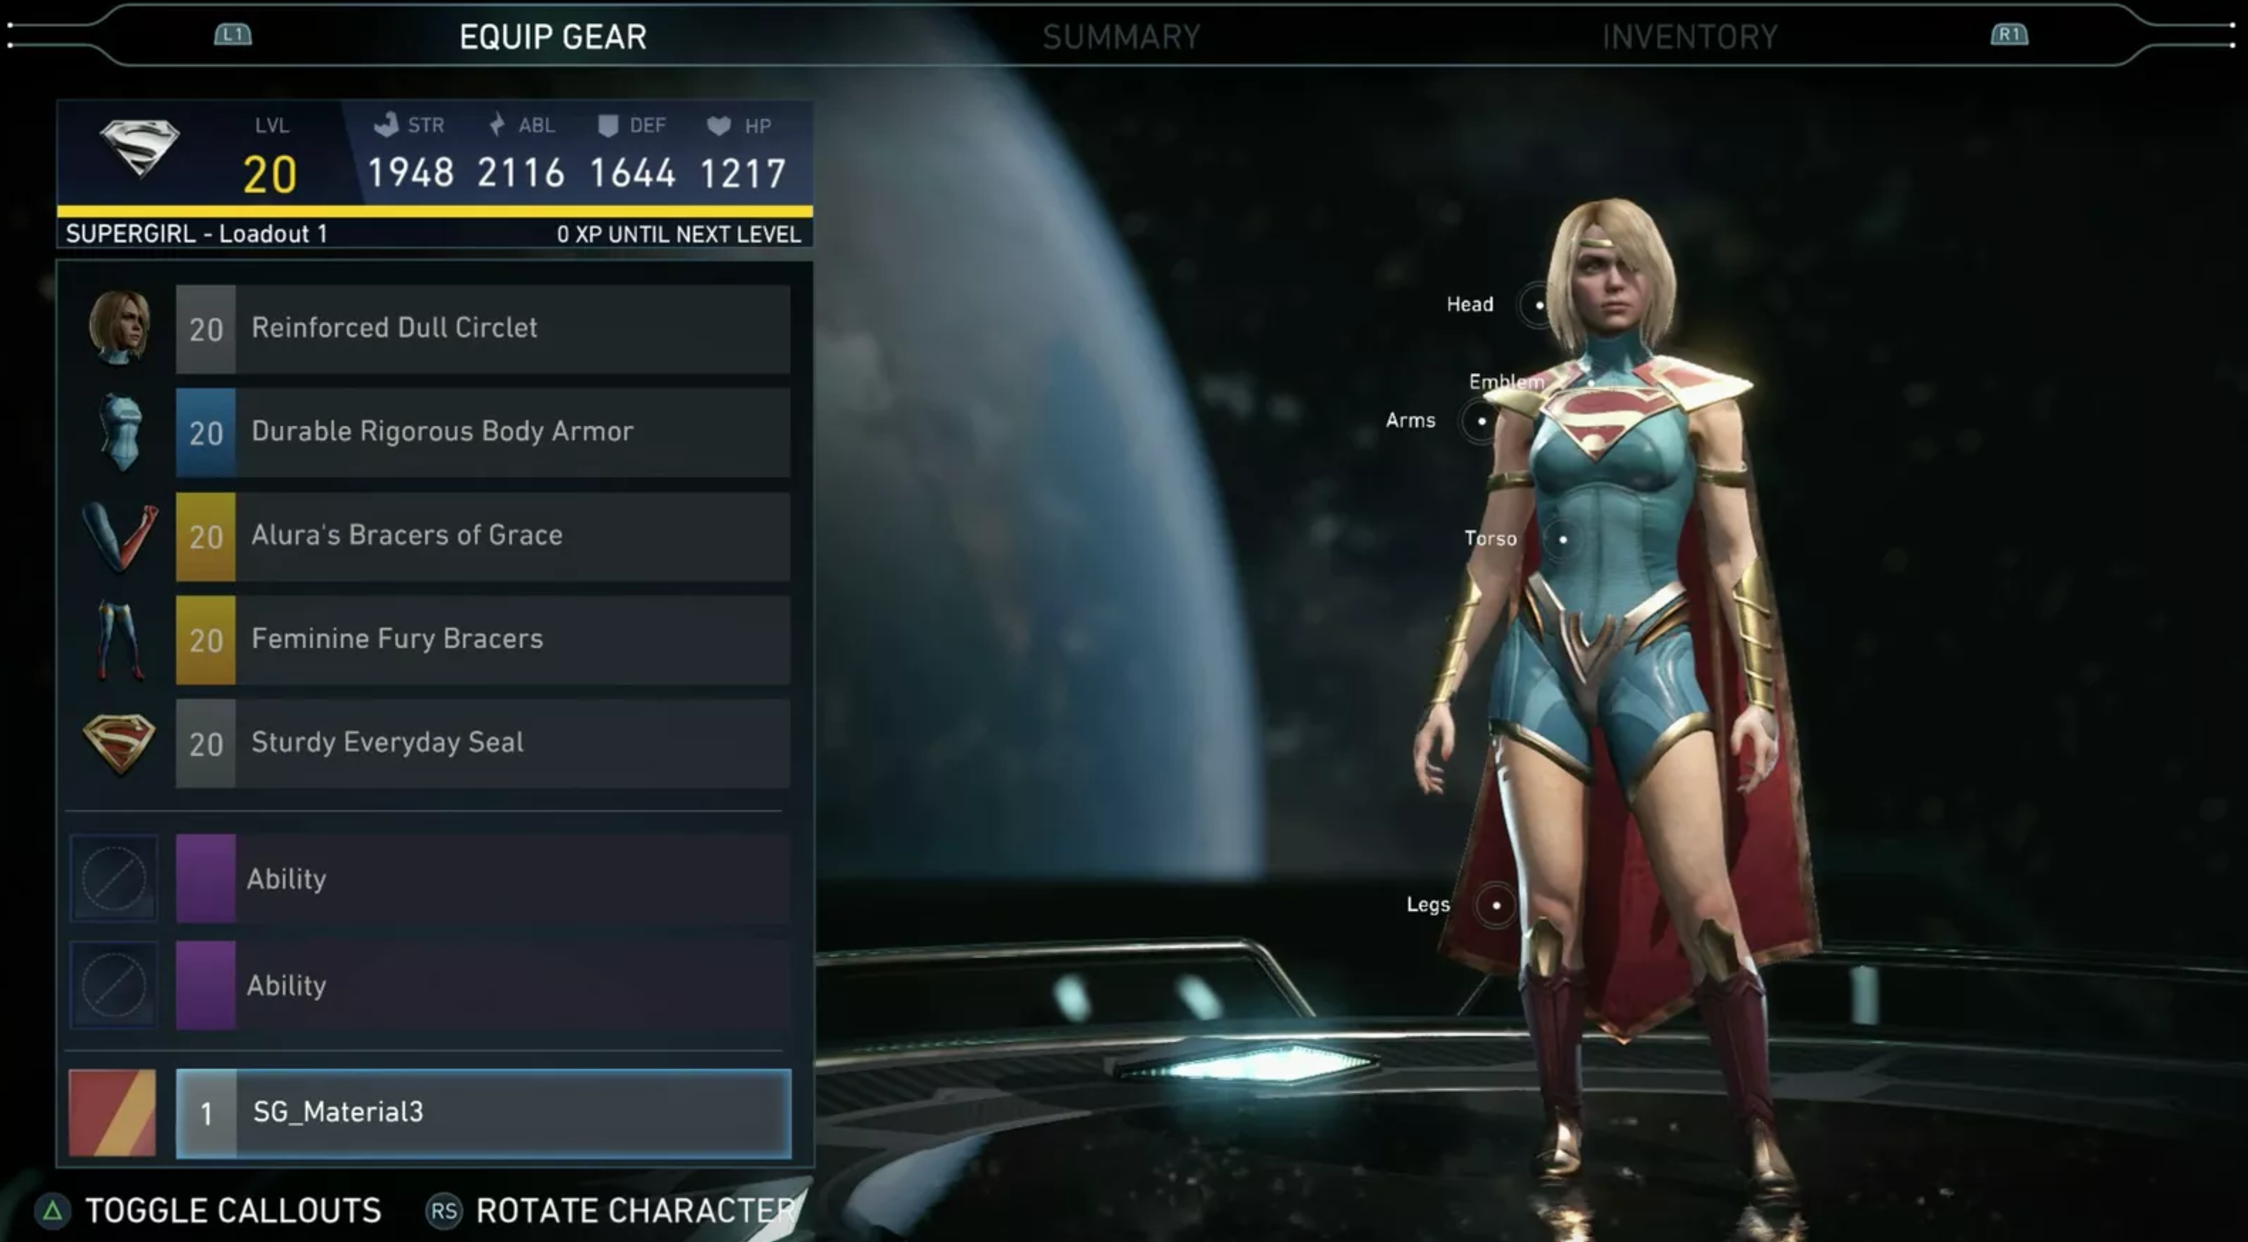 L1
EQUIP GEAR
SUMMARY
INVENTORY
R1
LVL
STR
ABL
DEF
HP
20
1948
2116
1644
1217
SUPERGIRL - Loadout 1
0 XP UNTIL NEXT LEVEL
20 Reinforced Dull Circlet
20 Durable Rigorous Body Armor
20 Alura's Bracers of Grace
20 Feminine Fury Bracers
20 Sturdy Everyday Seal
Ability
Ability
1 SG_Material3
Head
Emblem
Arms
Torso
Legs
TOGGLE CALLOUTS
RS ROTATE CHARACTER